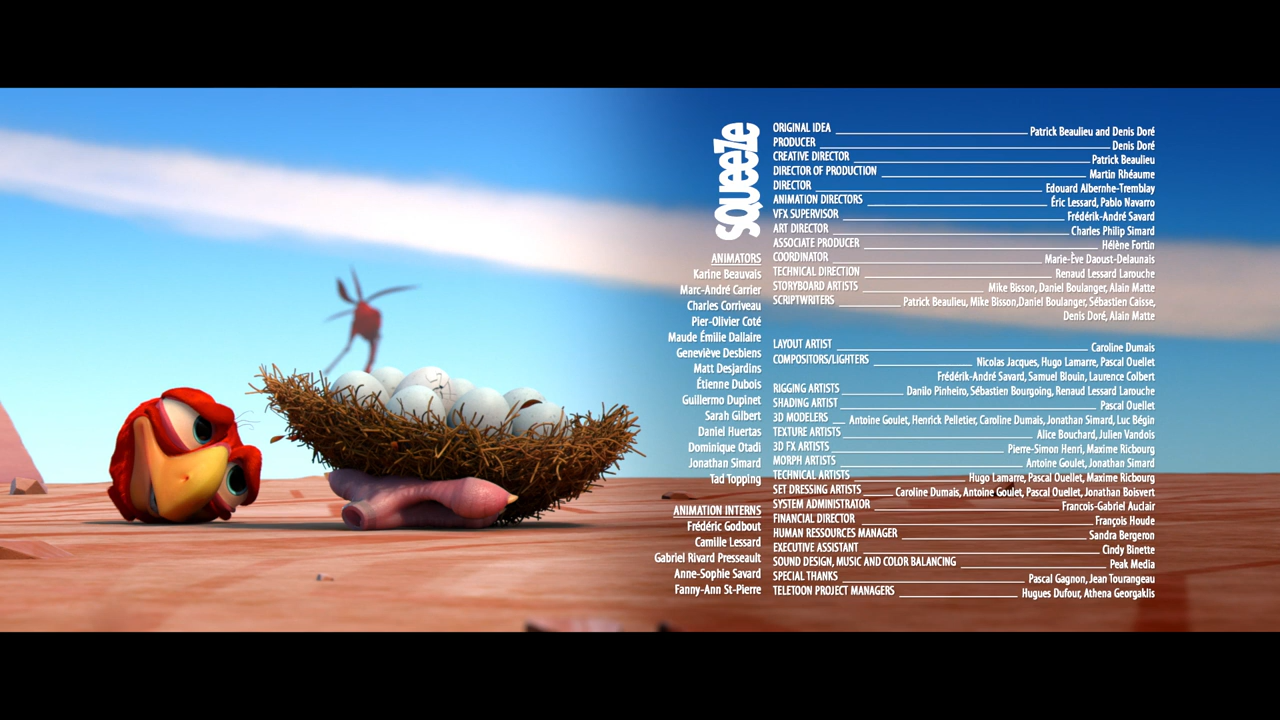 squeeze
ANIMATORS
Karine Beauvais
Marc-André Carrier
Charles Corriveau
Pier-Olivier Coté
Maude Émilie Dallaire
Geneviève Desbiens
Matt Desjardins
Étienne Dubois
Guillermo Dupinet
Sarah Gilbert
Daniel Huertas
Dominique Otadi
Jonathan Simard
Tad Topping
ANIMATION INTERNS
Frédéric Godbout
Camille Lessard
Gabriel Rivard Presseault
Anne-Sophie Savard
Fanny-Ann St-Pierre
ORIGINAL IDEA Patrick Beaulieu and Denis Doré
PRODUCER Denis Doré
CREATIVE DIRECTOR Patrick Beaulieu
DIRECTOR OF PRODUCTION Martin Rhéaume
DIRECTOR Edouard Albernhe-Tremblay
ANIMATION DIRECTORS Éric Lessard, Pablo Navarro
VFX SUPERVISOR Frédérik-André Savard
ART DIRECTOR Charles Philip Simard
ASSOCIATE PRODUCER Hélène Fortin
COORDINATOR Marie-Ève Daoust-Delaunais
TECHNICAL DIRECTION Renaud Lessard Larouche
STORYBOARD ARTISTS Mike Bisson, Daniel Boulanger, Alain Matte
SCRIPTWRITERS Patrick Beaulieu, Mike Bisson,Daniel Boulanger, Sébastien Caisse,
Denis Doré, Alain Matte
LAYOUT ARTIST Caroline Dumais
COMPOSITORS/LIGHTERS Nicolas Jacques, Hugo Lamarre, Pascal Ouellet
Frédérik-André Savard, Samuel Blouin, Laurence Colbert
RIGGING ARTISTS Danilo Pinheiro, Sébastien Bourgoing, Renaud Lessard Larouche
SHADING ARTIST Pascal Ouellet
3D MODELERS Antoine Goulet, Henrick Pelletier, Caroline Dumais, Jonathan Simard, Luc Bégin
TEXTURE ARTISTS Alice Bouchard, Julien Vandois
3D FX ARTISTS Pierre-Simon Henri, Maxime Ricbourg
MORPH ARTISTS Antoine Goulet, Jonathan Simard
TECHNICAL ARTISTS Hugo Lamarre, Pascal Ouellet, Maxime Ricbourg
SET DRESSING ARTISTS Caroline Dumais, Antoine Goulet, Pascal Ouellet, Jonathan Boisvert
SYSTEM ADMINISTRATOR Francois-Gabriel Auclair
FINANCIAL DIRECTOR François Houde
HUMAN RESSOURCES MANAGER Sandra Bergeron
EXECUTIVE ASSISTANT Cindy Binette
SOUND DESIGN, MUSIC AND COLOR BALANCING Peak Media
SPECIAL THANKS Pascal Gagnon, Jean Tourangeau
TELETOON PROJECT MANAGERS Hugues Dufour, Athena Georgaklis